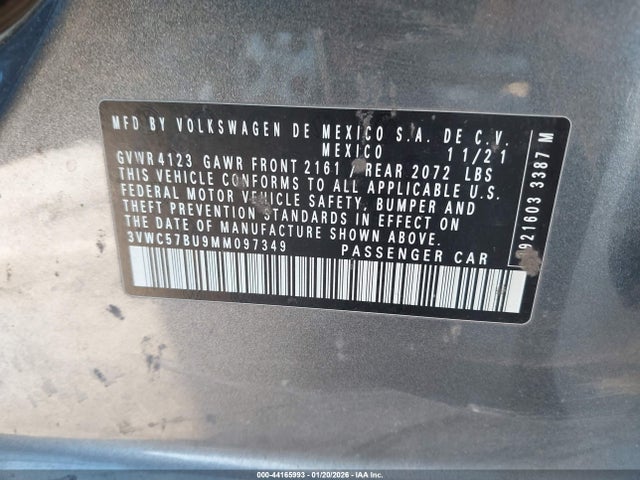 MFD BY VOLKSWAGEN DE MEXICO S.A. DE C.V.
MEXICO 11/21
GVWR 4123 GAWR FRONT 2161 / REAR 2072 LBS
THIS VEHICLE CONFORMS TO ALL APPLICABLE U.S.
FEDERAL MOTOR VEHICLE SAFETY, BUMPER AND
THEFT PREVENTION STANDARDS IN EFFECT ON
THE DATE OF MANUFACTURE SHOWN ABOVE.
3VWC57BU9MM097349 PASSENGER CAR
921603 3387 M
000-44165993 - 01/20/2026 - IAA Inc.